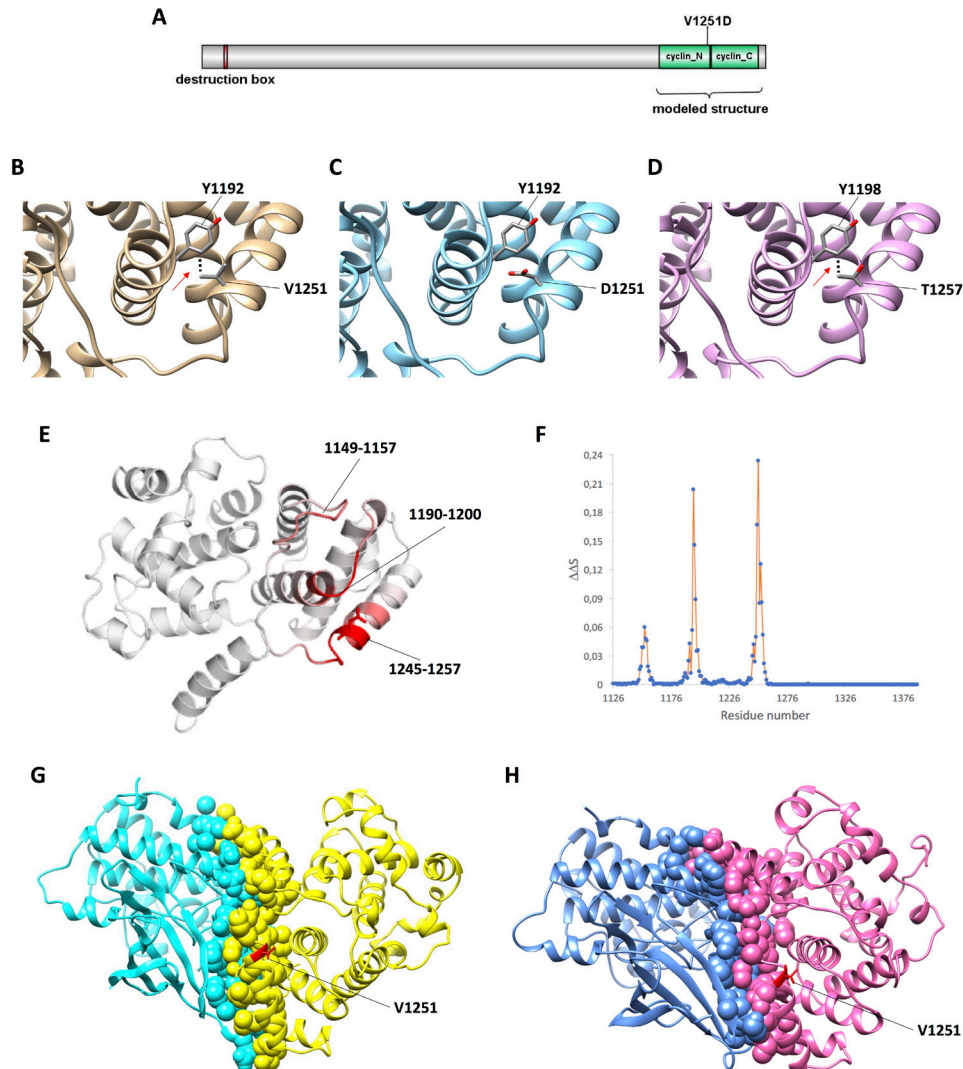 A
V1251D
cyclin_N cyclin_C
destruction box
modeled structure
B
Y1192
V1251
C
Y1192
D1251
D
Y1198
T1257
E
1149-1157
1190-1200
1245-1257
F
0,24
0,21
0,18
0,15
0,12
0,09
0,06
0,03
0
ΔΔS
1126 1176 1226 1276 1326 1376
Residue number
G
V1251
H
V1251